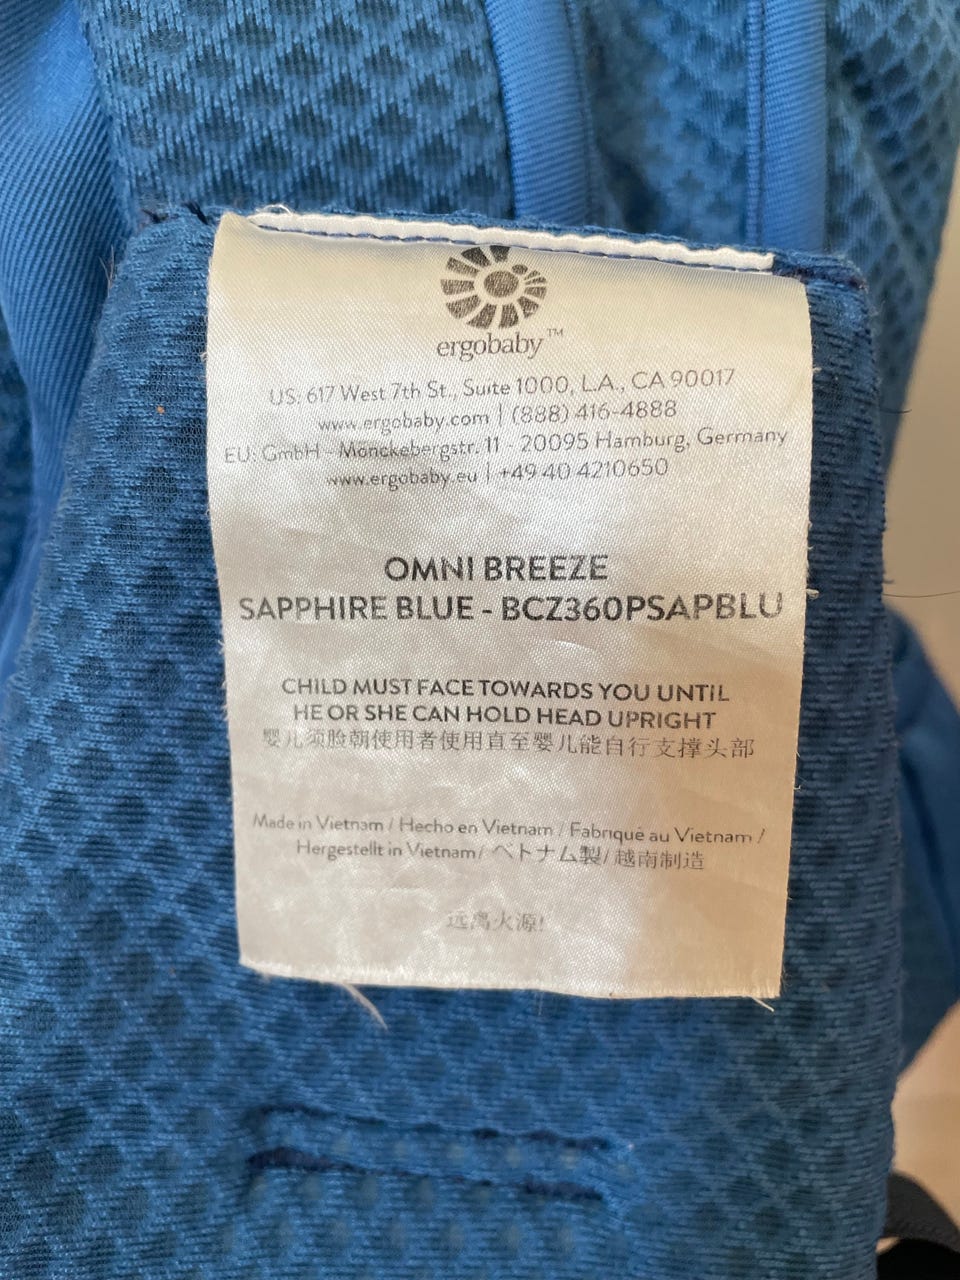 ergobaby™
US: 617 West 7th St., Suite 1000, L.A., CA 90017
www.ergobaby.com | (888) 416-4888
EU: GmbH - Mönckebergstr. 11 - 20095 Hamburg, Germany
www.ergobaby.eu | +49 40 4210650
OMNI BREEZE
SAPPHIRE BLUE - BCZ360PSAPBLU
CHILD MUST FACE TOWARDS YOU UNTIL
HE OR SHE CAN HOLD HEAD UPRIGHT
婴儿须脸朝使用者使用直至婴儿能自行支撑头部
Made in Vietnam / Hecho en Vietnam / Fabriqué au Vietnam /
Hergestellt in Vietnam/ ベトナム製/ 越南制造
远离火源!